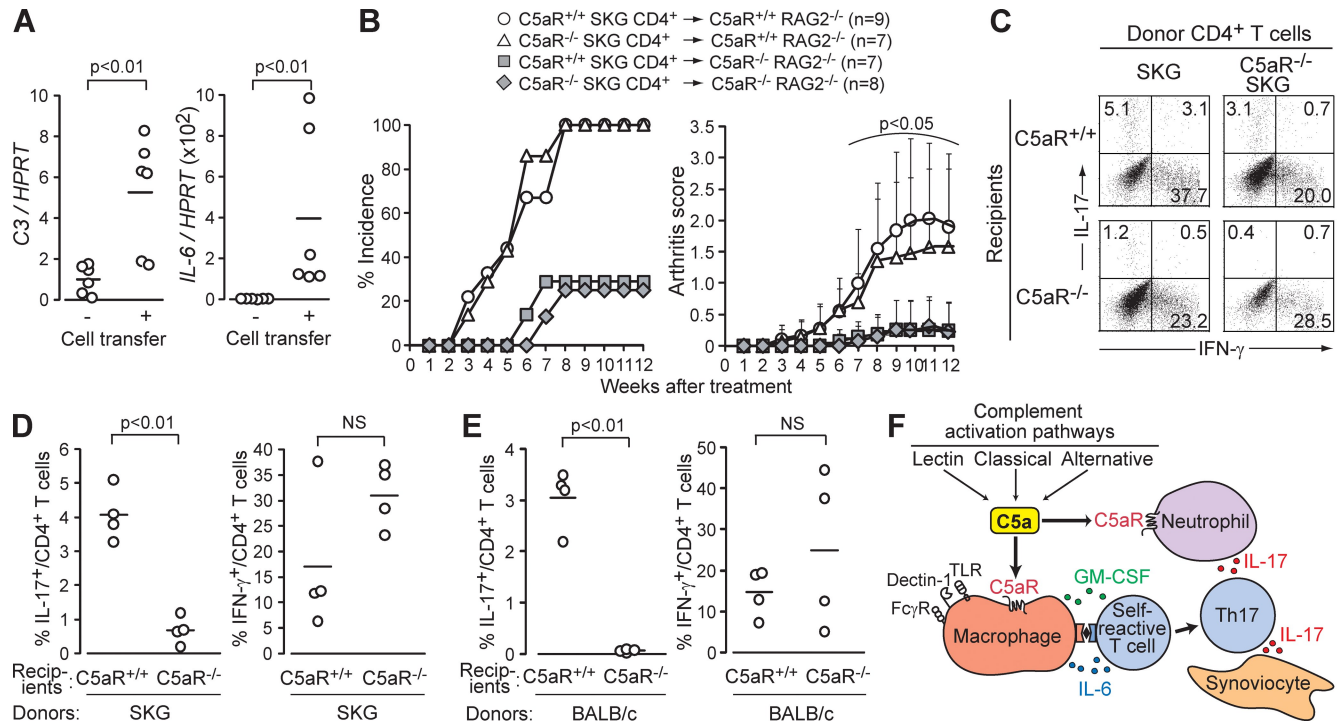 A
p<0.01
p<0.01
C3 / HPRT
10
8
6
4
2
0
- +
Cell transfer
IL-6 / HPRT (x10²)
10
8
6
4
2
0
- +
Cell transfer
B
C5aR+/+ SKG CD4+ → C5aR+/+ RAG2-/- (n=9)
C5aR-/- SKG CD4+ → C5aR+/+ RAG2-/- (n=7)
C5aR+/+ SKG CD4+ → C5aR-/- RAG2-/- (n=7)
C5aR-/- SKG CD4+ → C5aR-/- RAG2-/- (n=8)
% Incidence
100
80
60
40
20
0
0 1 2 3 4 5 6 7 8 9 10 11 12
Arthritis score
3.5
3.0
2.5
2.0
1.5
1.0
0.5
0
p<0.05
0 1 2 3 4 5 6 7 8 9 10 11 12
Weeks after treatment
C
Donor CD4+ T cells
SKG
C5aR-/-
SKG
Recipients
C5aR+/+
C5aR-/-
IL-17
5.1 3.1
37.7
3.1 0.7
20.0
1.2 0.5
23.2
0.4 0.7
28.5
IFN-γ
D
p<0.01
% IL-17+/CD4+ T cells
6
5
4
3
2
1
0
NS
% IFN-γ+/CD4+ T cells
40
35
30
25
20
15
10
5
0
Recip-
ients :
C5aR+/+ C5aR-/-
C5aR+/+ C5aR-/-
Donors: SKG SKG
E
p<0.01
% IL-17+/CD4+ T cells
4
3
2
1
0
NS
% IFN-γ+/CD4+ T cells
50
40
30
20
10
0
Recip-
ients :
C5aR+/+ C5aR-/-
C5aR+/+ C5aR-/-
Donors: BALB/c BALB/c
F
Complement
activation pathways
Lectin Classical Alternative
C5a
C5aR
Neutrophil
IL-17
TLR
Dectin-1
FcγR
C5aR
GM-CSF
Macrophage
Self-
reactive
T cell
Th17
IL-17
IL-6
Synoviocyte